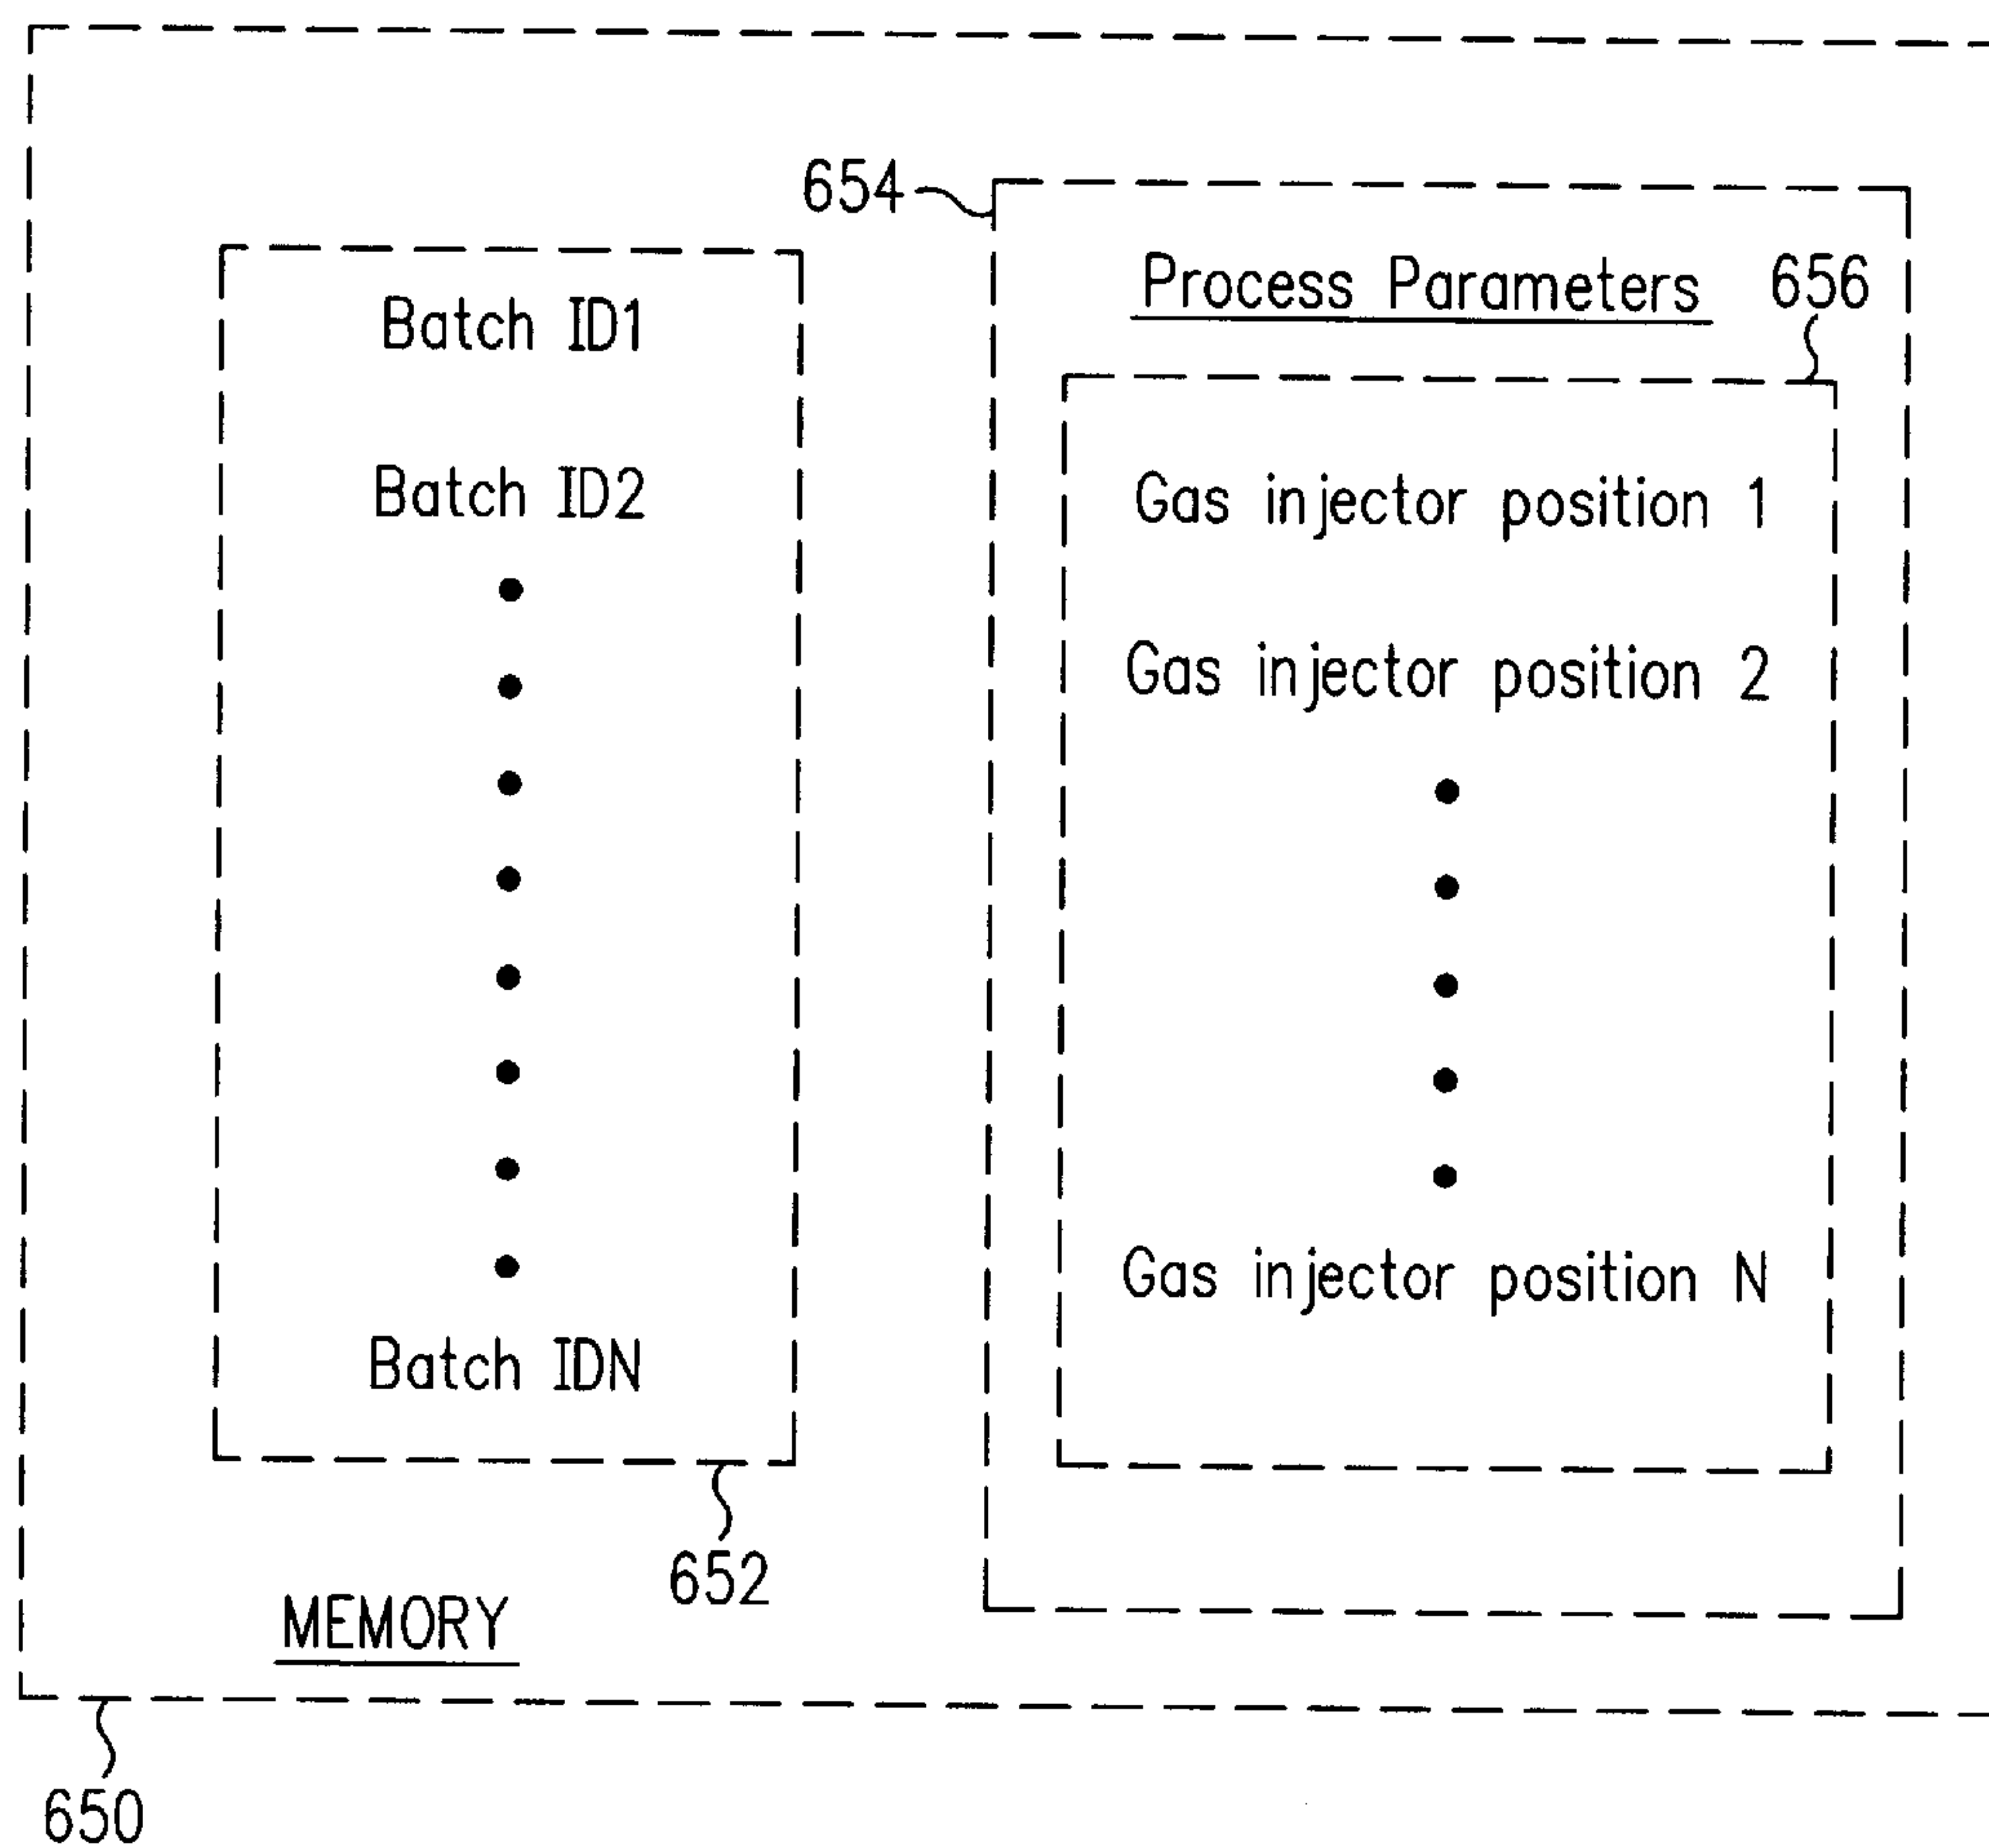 654
Process Parameters
656
Batch ID1
Batch ID2
Batch IDN
652
Gas injector position 1
Gas injector position 2
Gas injector position N
MEMORY
650